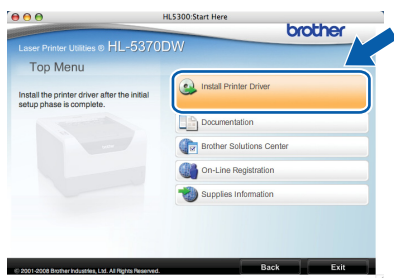 HL5300:Start Here
brother
Laser Printer Utilities ® HL-5370DW
Top Menu
Install the printer driver after the initial
setup phase is complete.
Install Printer Driver
Documentation
Brother Solutions Center
On-Line Registration
Supplies Information
© 2001-2008 Brother Industries, Ltd. All Rights Reserved.
Back
Exit